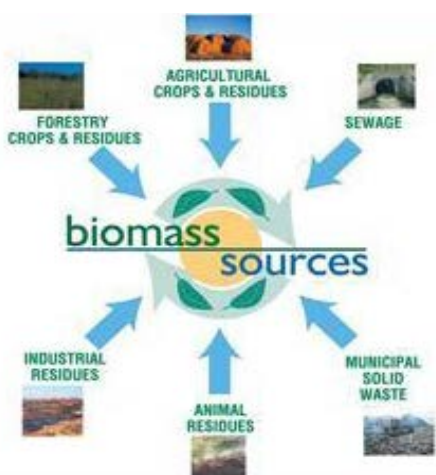 AGRICULTURAL
CROPS & RESIDUES
FORESTRY
CROPS & RESIDUES
SEWAGE
biomass
sources
INDUSTRIAL
RESIDUES
MUNICIPAL
SOLID
WASTE
ANIMAL
RESIDUES